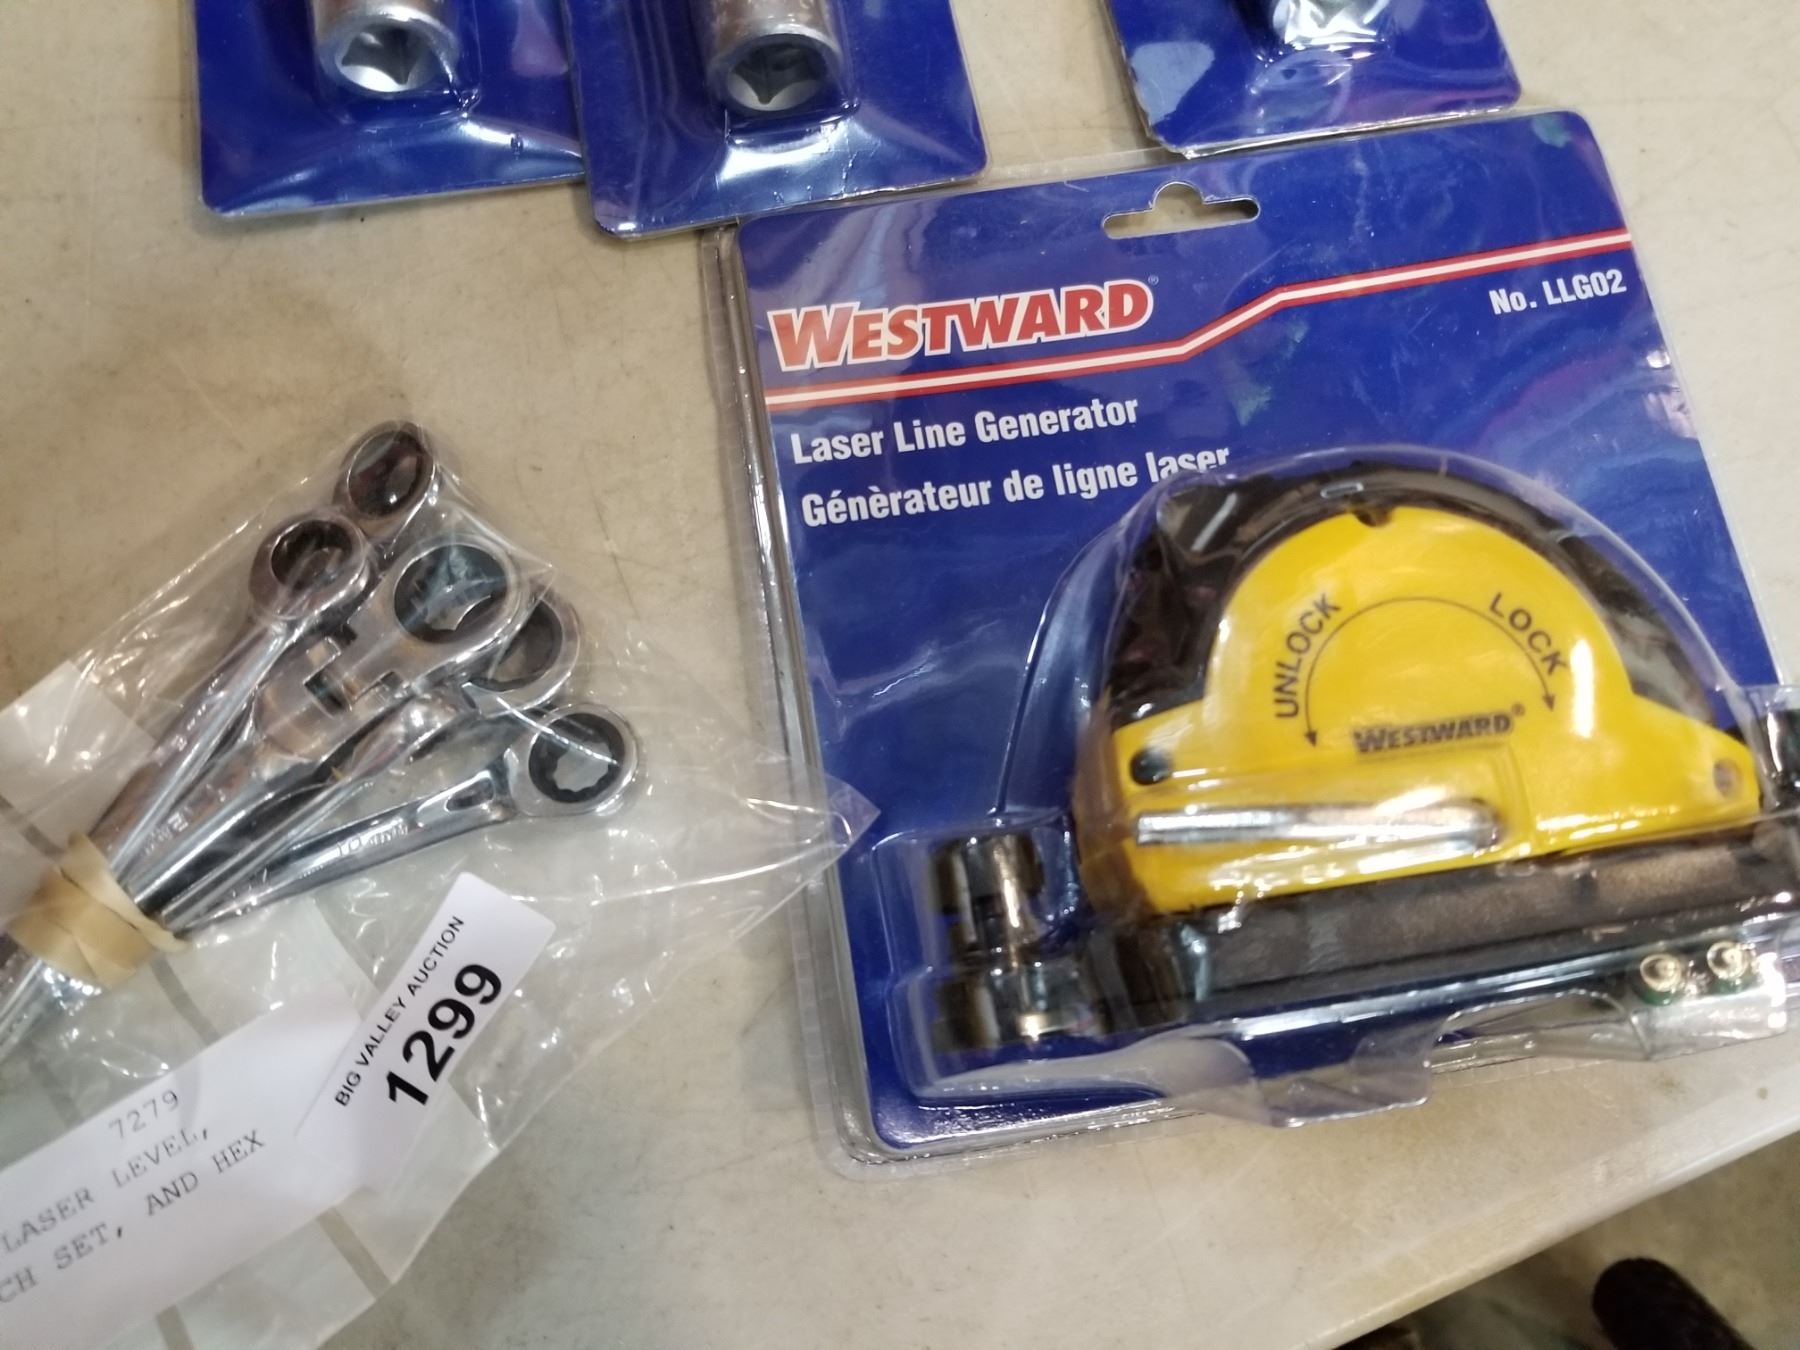 WESTWARD®
No. LLG02
Laser Line Generator
Génèrateur de ligne laser
UNLOCK
LOCK
WESTWARD®
BIG VALLEY AUCTION
1299
7279
LASER LEVEL,
CH SET, AND HEX